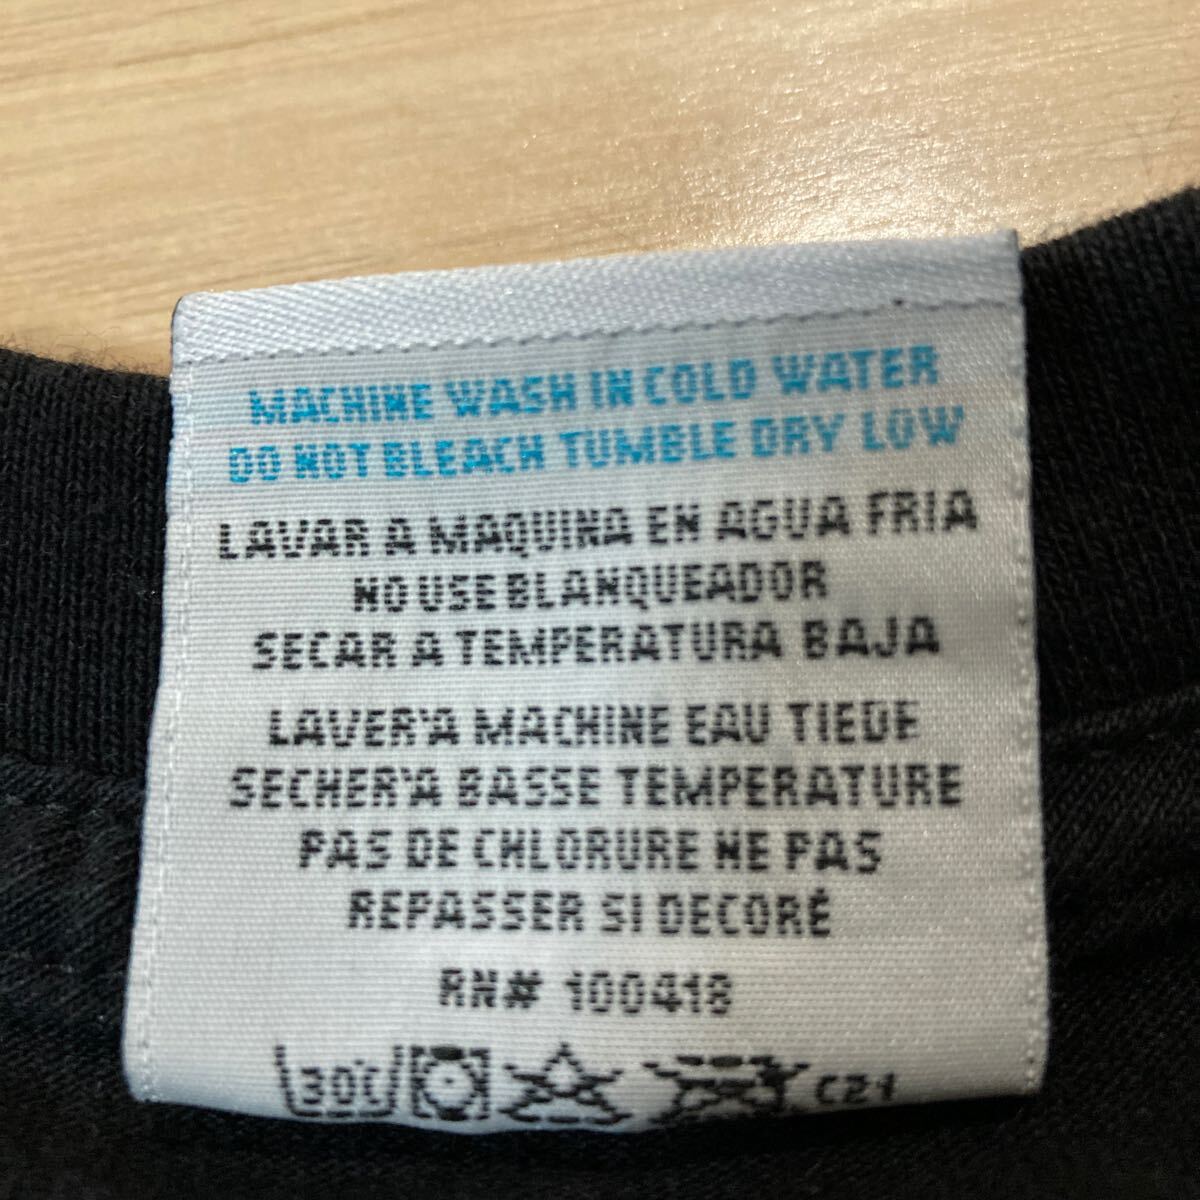 MACHINE WASH IN COLD WATER
DO NOT BLEACH TUMBLE DRY LOW
LAVAR A MAQUINA EN AGUA FRIA
NO USE BLANQUEADOR
SECAR A TEMPERATURA BAJA
LAVER'A MACHINE EAU TIEDE
SECHER'A BASSE TEMPERATURE
PAS DE CHLORURE NE PAS
REPASSER SI DECORÉ
RN# 100418
30C C21